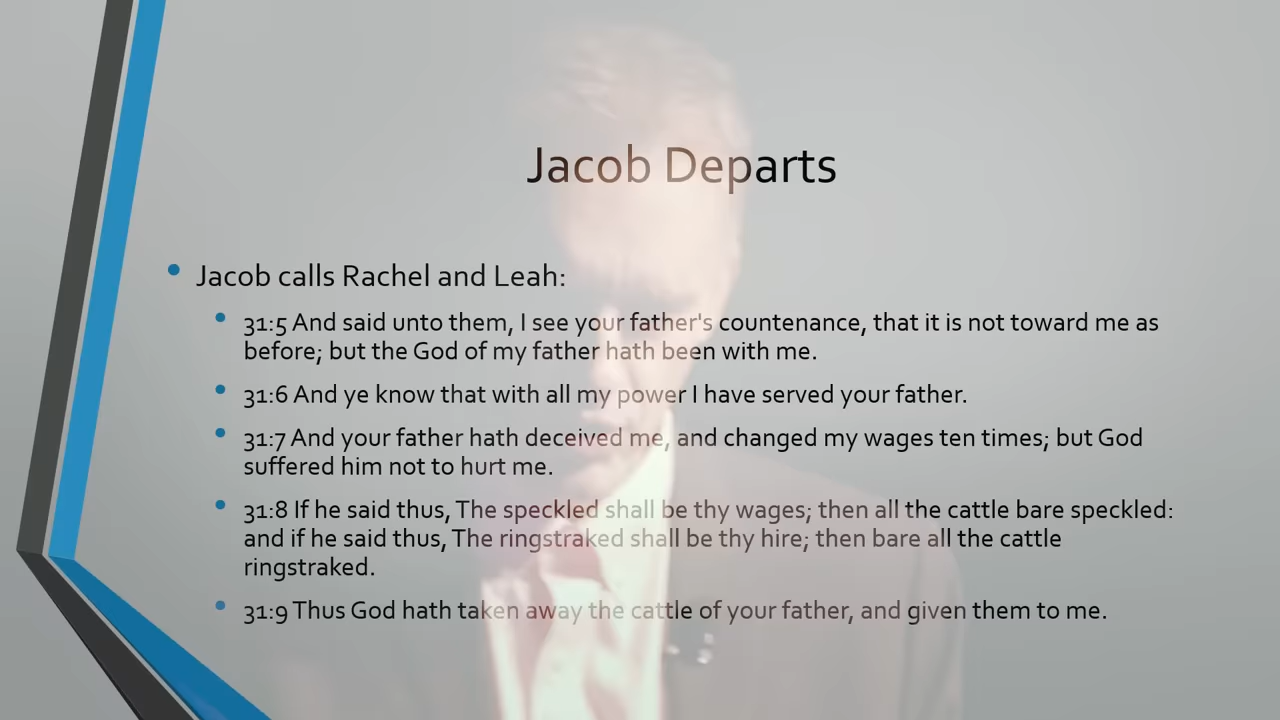 Jacob Departs
Jacob calls Rachel and Leah:
31:5 And said unto them, I see your father's countenance, that it is not toward me as
before; but the God of my father hath been with me.
31:6 And ye know that with all my power I have served your father.
31:7 And your father hath deceived me, and changed my wages ten times; but God
suffered him not to hurt me.
31:8 If he said thus, The speckled shall be thy wages; then all the cattle bare speckled:
and if he said thus, The ringstraked shall be thy hire; then bare all the cattle
ringstraked.
31:9 Thus God hath taken away the cattle of your father, and given them to me.